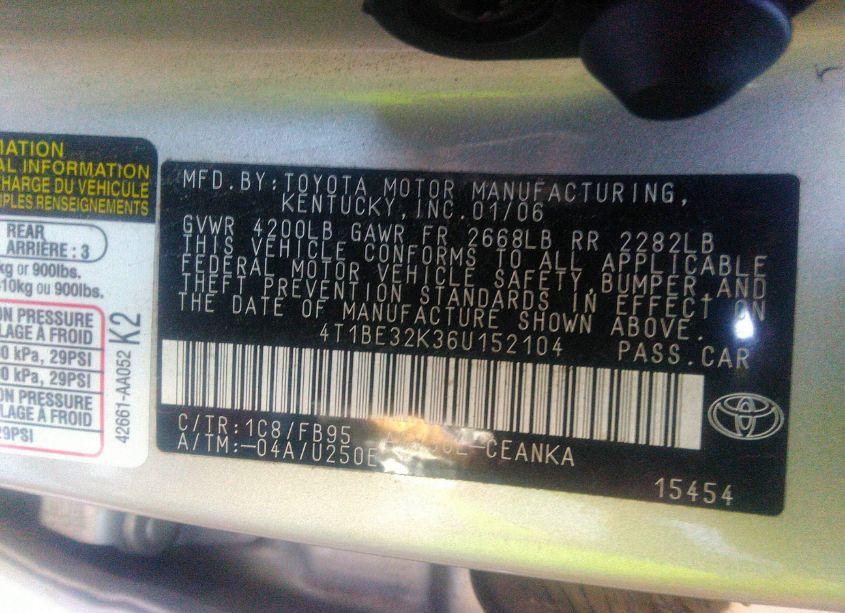 MATION
AL INFORMATION
CHARGE DU VÉHICULE
IPLES RENSEIGNEMENTS
REAR
ARRIÈRE : 3
kg or 900lbs.
10kg ou 900lbs.
ON PRESSURE
LAGE À FROID
0 kPa, 29PSI
0 kPa, 29PSI
ON PRESSURE
LAGE À FROID
29PSI
42661-AA052 K2
MFD.BY:TOYOTA MOTOR MANUFACTURING,
KENTUCKY,INC.01/06
GVWR 4200LB GAWR FR 2668LB RR 2282LB
THIS VEHICLE CONFORMS TO ALL APPLICABLE
FEDERAL MOTOR VEHICLE SAFETY,BUMPER,AND
THEFT PREVENTION STANDARDS IN EFFECT ON
THE DATE OF MANUFACTURE SHOWN ABOVE.
4T1BE32K36U152104 PASS.CAR
C/TR:1C8/FB95
A/TM:-04A/U250E -CEANKA
15454